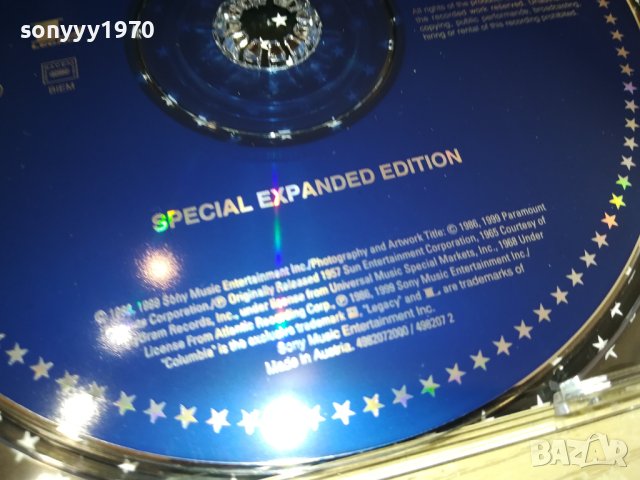 sonyyy1970
All rights of the
the recorded work reserved.
copying, public performance, broadcasting,
hiring or rental of this recording prohibited.
BIEM
SPECIAL EXPANDED EDITION
1999 Sony Music Entertainment Inc./Photography and Artwork Title: © 1986, 1999 Paramount
Corporation./℗ Originally Released 1957 Sun Entertainment Corporation, 1965 Courtesy of
Records, Inc., under license from Universal Music Special Markets, Inc., 1968 Under
License From Atlantic Recording Corp., ℗ 1986, 1999 Sony Music Entertainment Inc./
"Columbia" is the exclusive trademark "Legacy" and are trademarks of
Sony Music Entertainment Inc.
Made in Austria. 4982072000 / 498207 2
BAZAR